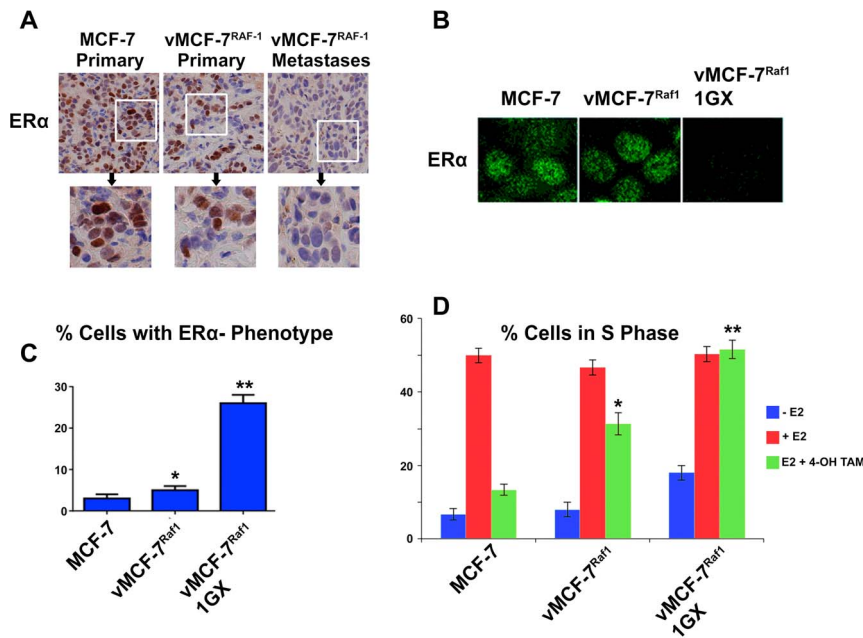 A
MCF-7
Primary
vMCF-7RAF-1
Primary
vMCF-7RAF-1
Metastases
ERα
B
MCF-7
vMCF-7Raf1
vMCF-7Raf1
1GX
ERα
C
% Cells with ERα- Phenotype
30
20
10
0
*
**
MCF-7
vMCF-7Raf1
vMCF-7Raf1
1GX
D
% Cells in S Phase
60
40
20
0
*
**
- E2
+ E2
E2 + 4-OH TAM
MCF-7
vMCF-7Raf1
vMCF-7Raf1
1GX